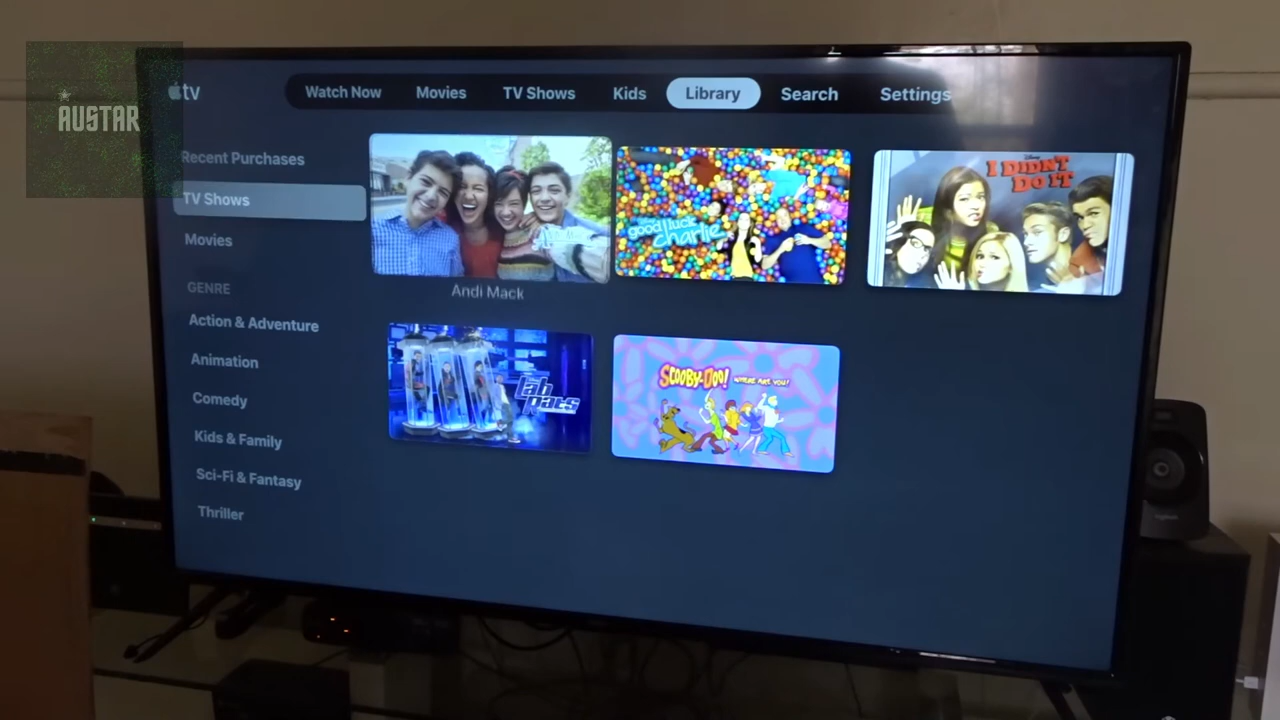 AUSTAR
tv
Watch Now Movies TV Shows Kids Library Search Settings
Recent Purchases
TV Shows
Movies
GENRE
Action & Adventure
Animation
Comedy
Kids & Family
Sci-Fi & Fantasy
Thriller
Andi Mack
good luck charlie
Disney
I DIDN'T
DO IT
lab
rats
SCOOBY-DOO! WHERE ARE YOU!
logitech